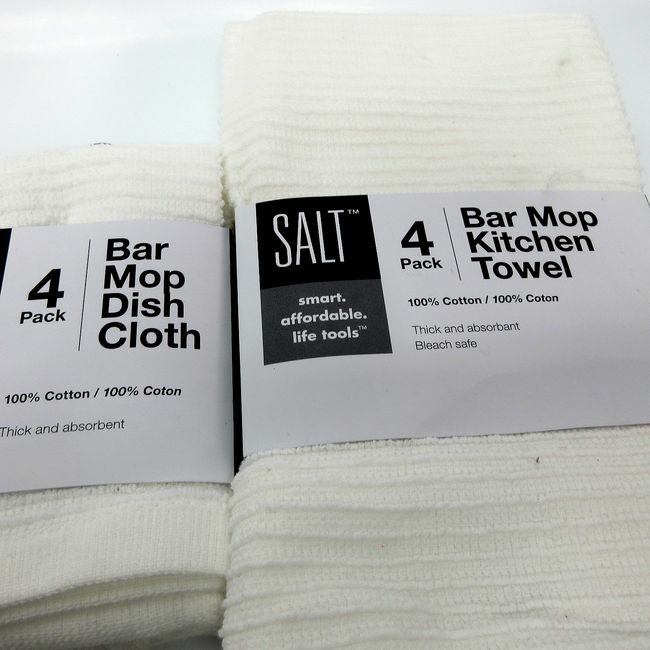 4
Pack
Bar
Mop
Dish
Cloth
100% Cotton / 100% Coton
Thick and absorbent
SALT™
smart.
affordable.
life tools™
4
Pack
Bar Mop
Kitchen
Towel
100% Cotton / 100% Coton
Thick and absorbant
Bleach safe